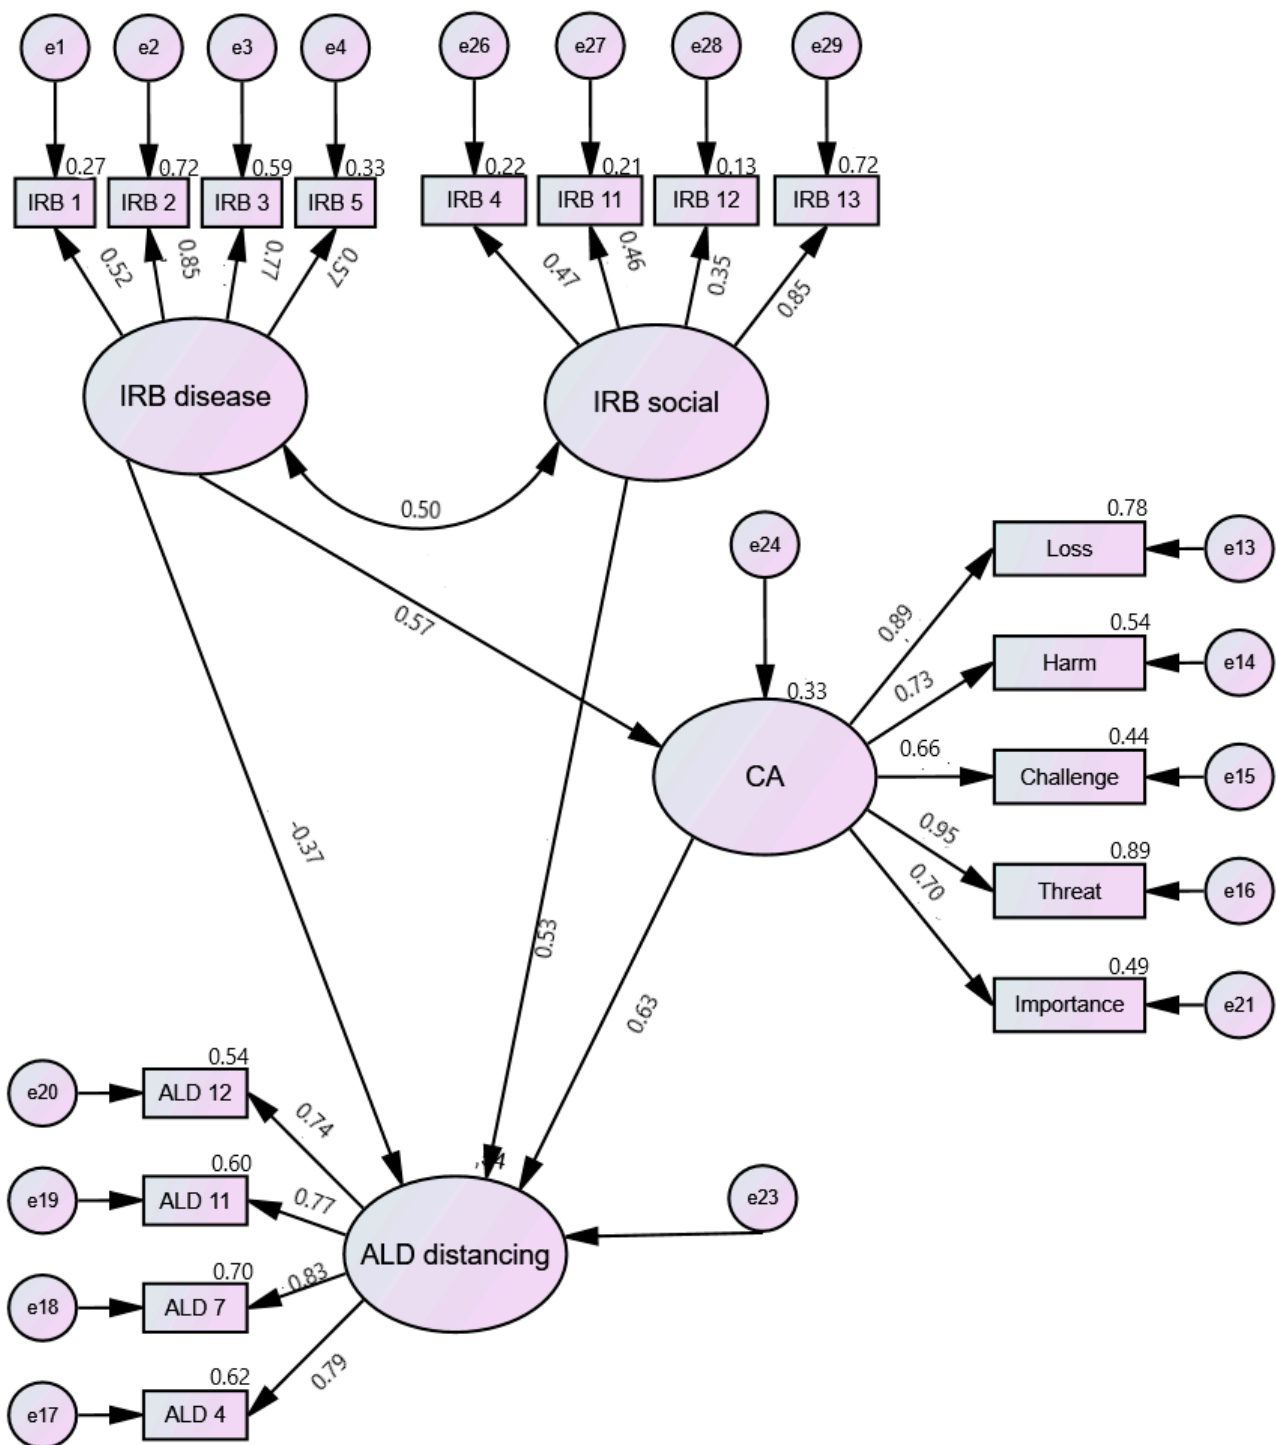 e1 e2 e3 e4 e26 e27 e28 e29
0.27 0.72 0.59 0.33 0.22 0.21 0.13 0.72
IRB 1 IRB 2 IRB 3 IRB 5 IRB 4 IRB 11 IRB 12 IRB 13
0.52 0.85 0.77 0.57 0.47 0.46 0.35 0.85
IRB disease IRB social
0.50
0.78
e24 Loss e13
0.57 0.89
0.54
Harm e14
0.33 0.73
0.66 0.44
CA Challenge e15
-0.37 0.95 0.89
0.70 Threat e16
0.53 0.49
0.63 Importance e21
0.54
e20 ALD 12
0.74
0.60
e19 ALD 11 0.77 e23
ALD distancing
0.70 0.83
e18 ALD 7
0.62 0.79
e17 ALD 4